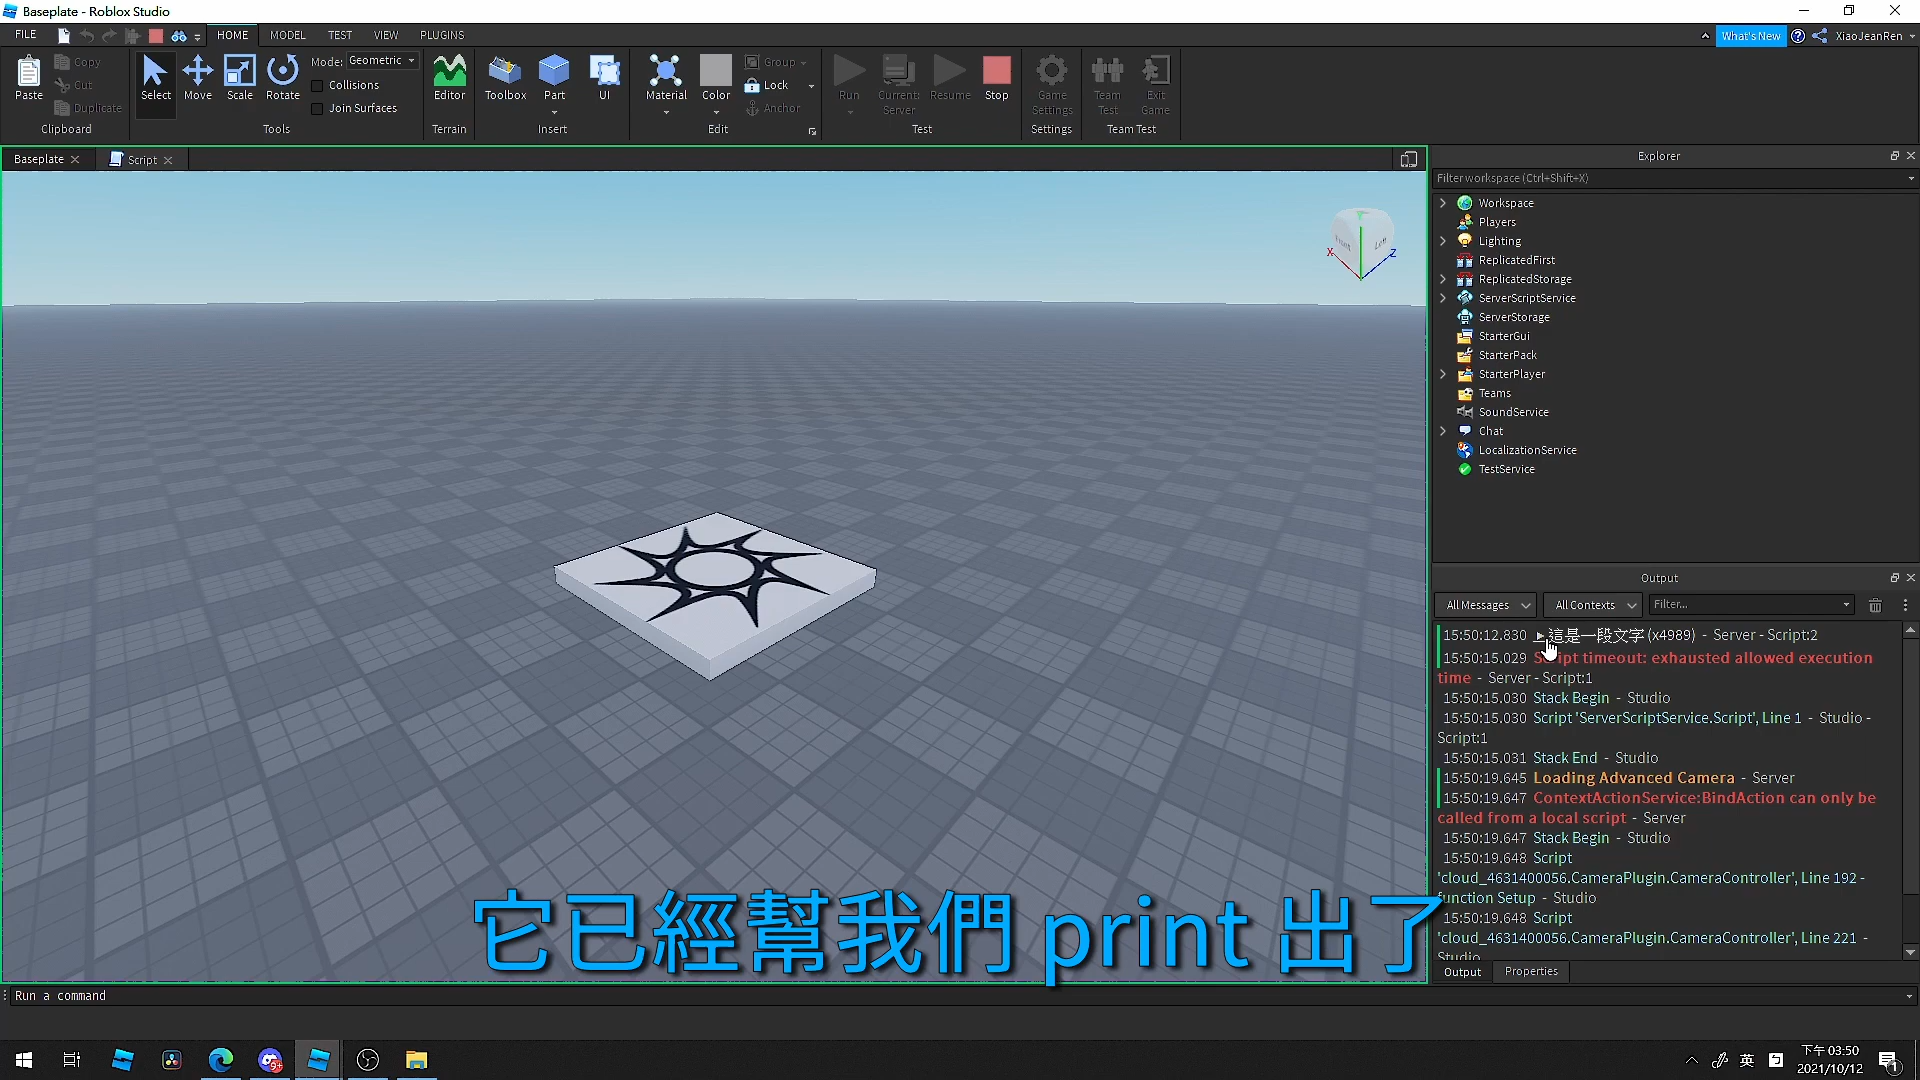 Baseplate - Roblox Studio
FILE
HOME
MODEL
TEST
VIEW
PLUGINS
What's New
XiaoJeanRen
Paste
Copy
Cut
Duplicate
Clipboard
Select
Move
Scale
Rotate
Mode: Geometric
Collisions
Join Surfaces
Tools
Editor
Terrain
Toolbox
Part
UI
Insert
Material
Color
Group
Lock
Anchor
Edit
Run
Current: Server
Resume
Stop
Test
Game Settings
Settings
Team Test
Exit Game
Team Test
Baseplate
Script
Explorer
Filter workspace (Ctrl+Shift+X)
Workspace
Players
Lighting
ReplicatedFirst
ReplicatedStorage
ServerScriptService
ServerStorage
StarterGui
StarterPack
StarterPlayer
Teams
SoundService
Chat
LocalizationService
TestService
X
Z
Output
All Messages
All Contexts
Filter...
15:50:12.830 ▶ 這是一段文字 (x4989) - Server - Script:2
15:50:15.029 Script timeout: exhausted allowed execution
time - Server - Script:1
15:50:15.030 Stack Begin - Studio
15:50:15.030 Script 'ServerScriptService.Script', Line 1 - Studio -
Script:1
15:50:15.031 Stack End - Studio
15:50:19.645 Loading Advanced Camera - Server
15:50:19.647 ContextActionService:BindAction can only be
called from a local script - Server
15:50:19.647 Stack Begin - Studio
15:50:19.648 Script
'cloud_4631400056.CameraPlugin.CameraController', Line 192 -
function Setup - Studio
15:50:19.648 Script
'cloud_4631400056.CameraPlugin.CameraController', Line 221 -
Studio
Output
Properties
它已經幫我們 print 出了
Run a command
9+
英
下午 03:50
2021/10/12
1